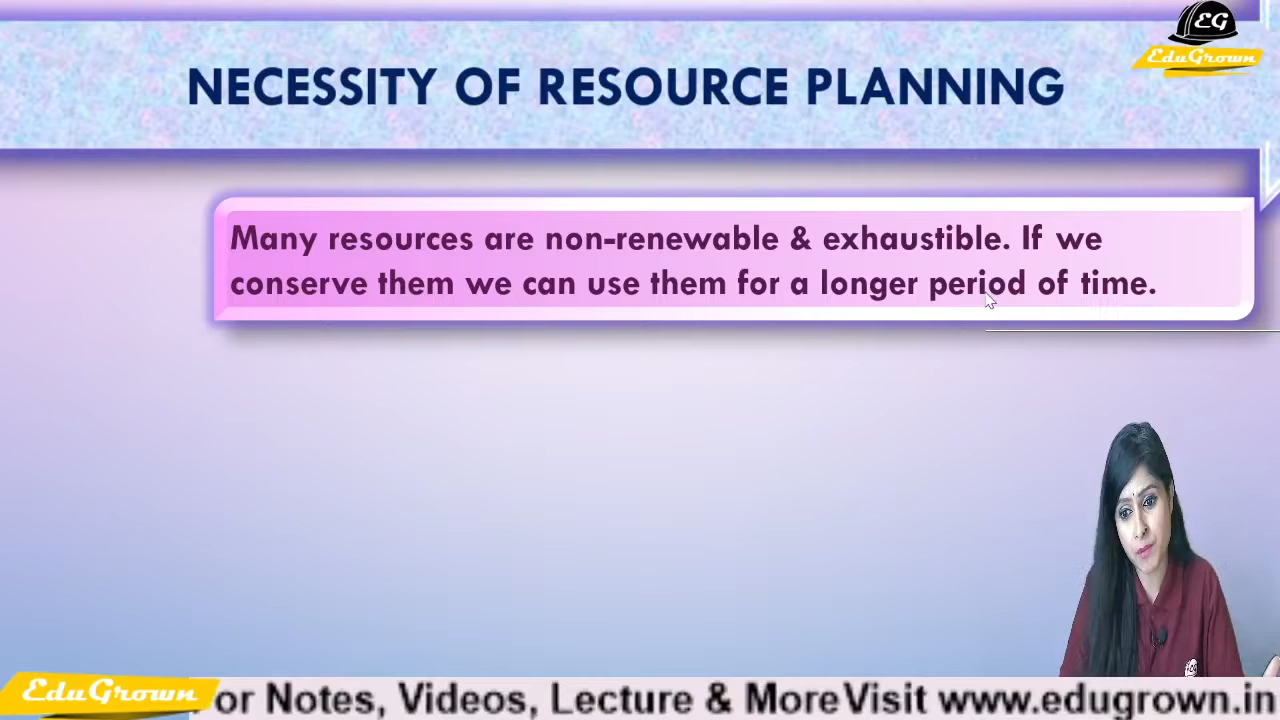 EG
EduGrown
NECESSITY OF RESOURCE PLANNING
Many resources are non-renewable & exhaustible. If we
conserve them we can use them for a longer period of time.
EduGrown
or Notes, Videos, Lecture & More Visit www.edugrown.in